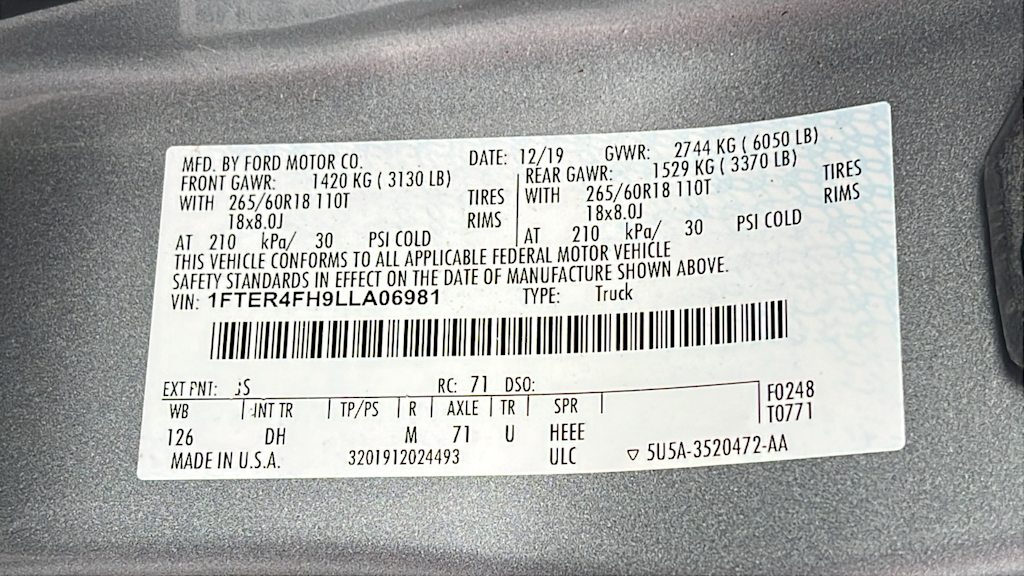 MFD. BY FORD MOTOR CO. DATE: 12/19 GVWR: 2744 KG ( 6050 LB)
FRONT GAWR: 1420 KG ( 3130 LB) REAR GAWR: 1529 KG ( 3370 LB)
WITH 265/60R18 110T TIRES WITH 265/60R18 110T TIRES
18x8.0J RIMS 18x8.0J RIMS
AT 210 kPa/ 30 PSI COLD AT 210 kPa/ 30 PSI COLD
THIS VEHICLE CONFORMS TO ALL APPLICABLE FEDERAL MOTOR VEHICLE
SAFETY STANDARDS IN EFFECT ON THE DATE OF MANUFACTURE SHOWN ABOVE.
VIN: 1FTER4FH9LLA06981 TYPE: Truck
EXT PNT: RC: 71 DSO: F0248
WB INT TR TP/PS R AXLE TR SPR T0771
126 DH M 71 U HEEE
MADE IN U.S.A. 3201912024493 ULC ▽ 5U5A-3520472-AA